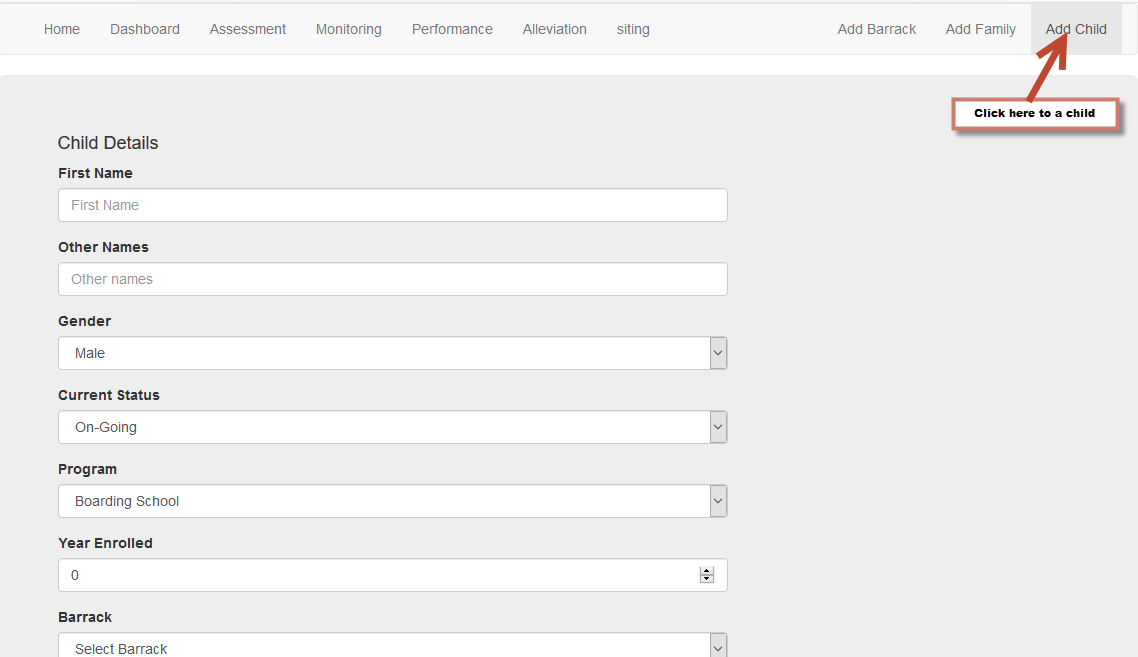 Home Dashboard Assessment Monitoring Performance Alleviation siting Add Barrack Add Family Add Child
Click here to a child
Child Details
First Name
First Name
Other Names
Other names
Gender
Male
Current Status
On-Going
Program
Boarding School
Year Enrolled
0
Barrack
Select Barrack